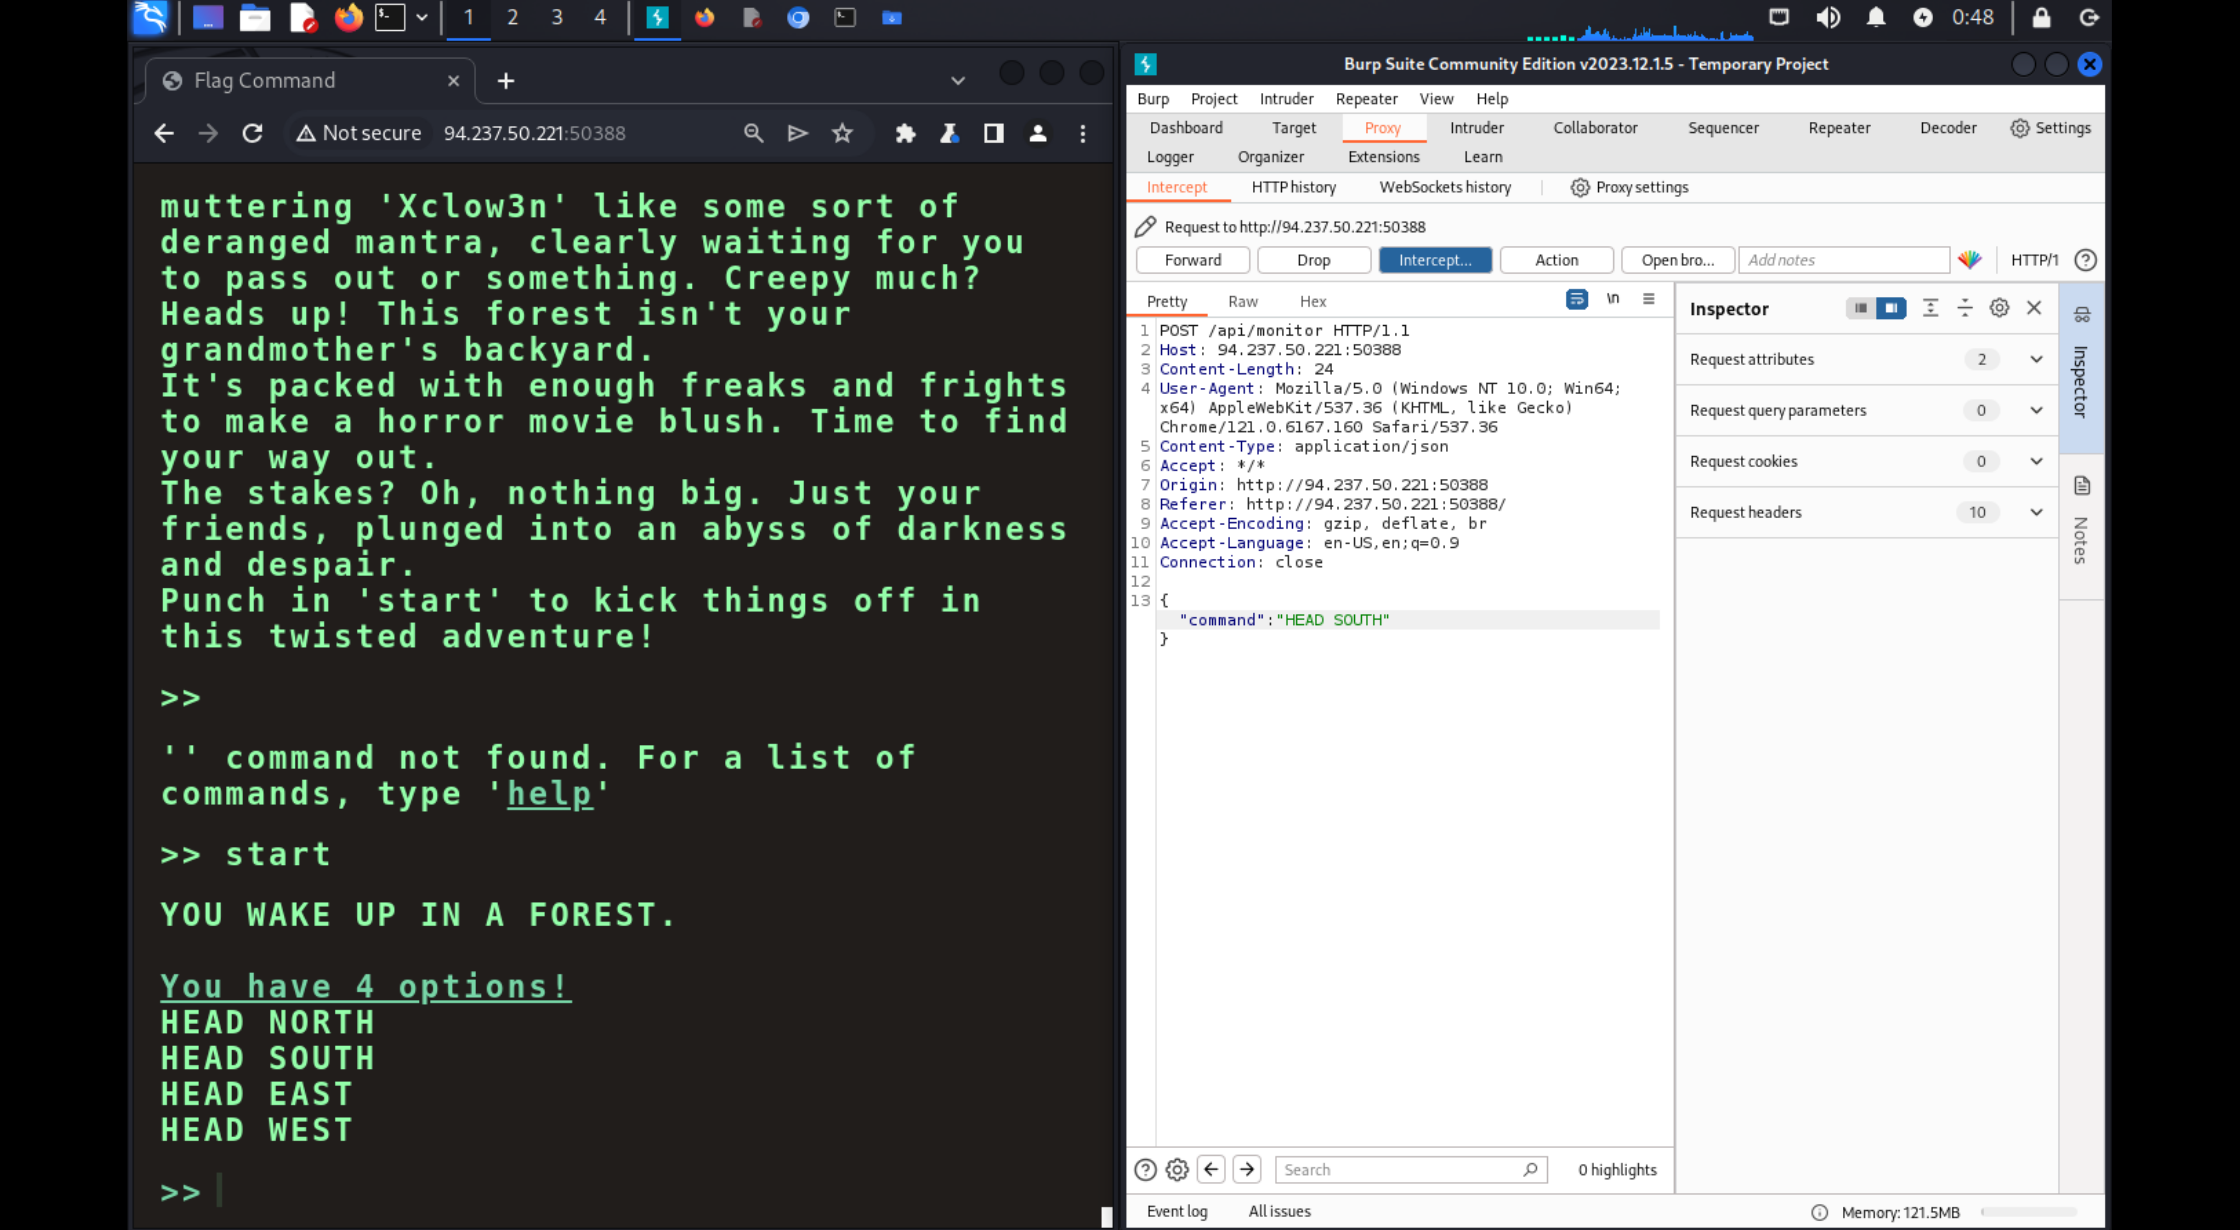 1 2 3 4 0:48
Flag Command
Not secure 94.237.50.221:50388
muttering 'Xclow3n' like some sort of
deranged mantra, clearly waiting for you
to pass out or something. Creepy much?
Heads up! This forest isn't your
grandmother's backyard.
It's packed with enough freaks and frights
to make a horror movie blush. Time to find
your way out.
The stakes? Oh, nothing big. Just your
friends, plunged into an abyss of darkness
and despair.
Punch in 'start' to kick things off in
this twisted adventure!
>>
'' command not found. For a list of
commands, type 'help'
>> start
YOU WAKE UP IN A FOREST.
You have 4 options!
HEAD NORTH
HEAD SOUTH
HEAD EAST
HEAD WEST
>>
Burp Suite Community Edition v2023.12.1.5 - Temporary Project
Burp Project Intruder Repeater View Help
Dashboard Target Proxy Intruder Collaborator Sequencer Repeater Decoder Settings
Logger Organizer Extensions Learn
Intercept HTTP history WebSockets history Proxy settings
Request to http://94.237.50.221:50388
Forward Drop Intercept... Action Open bro... Add notes HTTP/1 ?
Pretty Raw Hex \n
1 POST /api/monitor HTTP/1.1
2 Host: 94.237.50.221:50388
3 Content-Length: 24
4 User-Agent: Mozilla/5.0 (Windows NT 10.0; Win64;
x64) AppleWebKit/537.36 (KHTML, like Gecko)
Chrome/121.0.6167.160 Safari/537.36
5 Content-Type: application/json
6 Accept: */*
7 Origin: http://94.237.50.221:50388
8 Referer: http://94.237.50.221:50388/
9 Accept-Encoding: gzip, deflate, br
10 Accept-Language: en-US,en;q=0.9
11 Connection: close
12
13 {
"command":"HEAD SOUTH"
}
Inspector
Request attributes 2
Request query parameters 0
Request cookies 0
Request headers 10
Inspector
Notes
? Search 0 highlights
Event log All issues Memory: 121.5MB